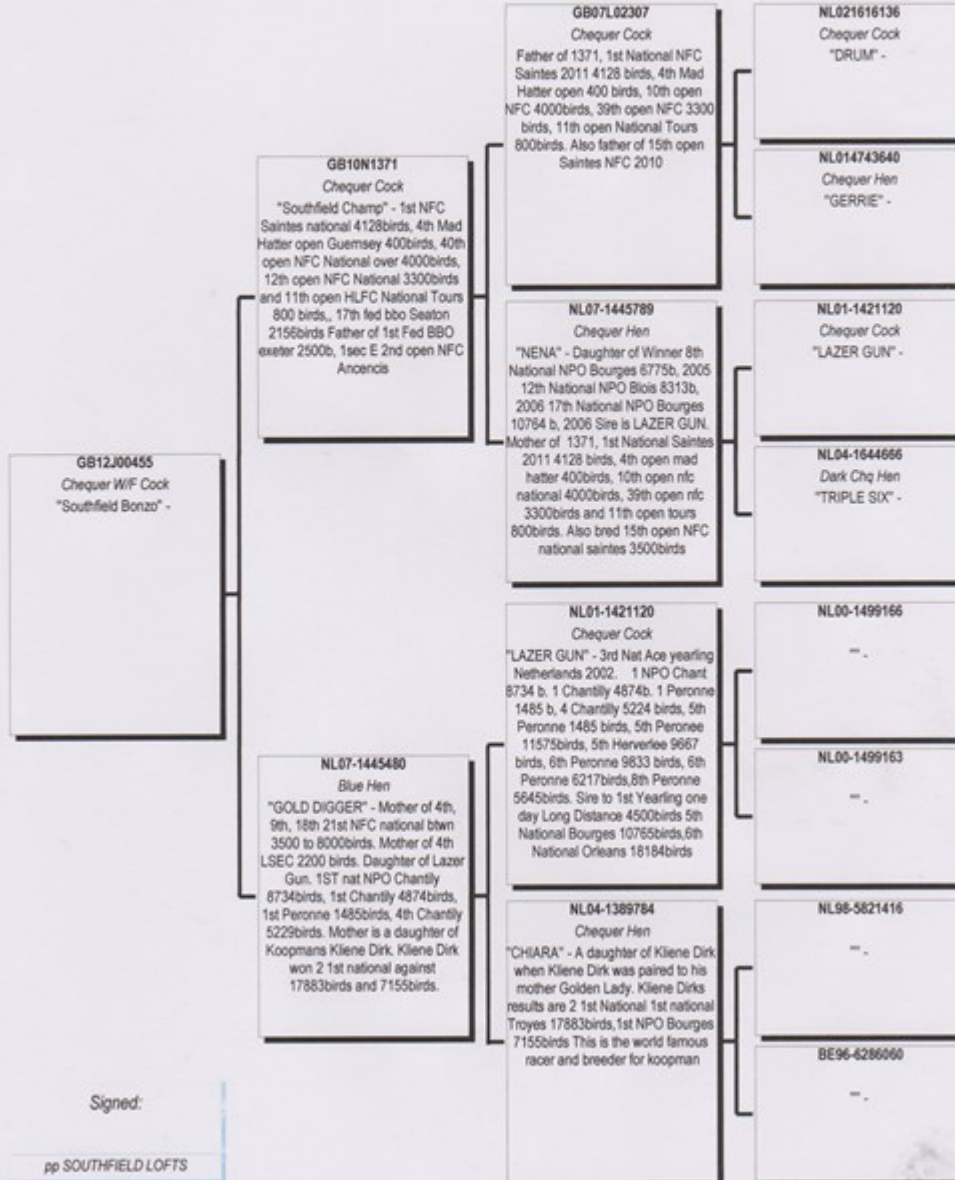 GB12J00455
Chequer W/F Cock
"Southfield Bonzo" -
GB10N1371
Chequer Cock
"Southfield Champ" - 1st NFC
Saintes national 4128birds, 4th Mad
Hatter open Guernsey 400birds, 40th
open NFC National over 4000birds,
12th open NFC National 3300birds
and 11th open HLFC National Tours
800 birds,, 17th fed bbo Seaton
2156birds Father of 1st Fed BBO
exeter 2500b, 1sec E 2nd open NFC
Ancencis
NL07-1445480
Blue Hen
"GOLD DIGGER" - Mother of 4th,
9th, 18th 21st NFC national btwn
3500 to 8000birds. Mother of 4th
LSEC 2200 birds. Daughter of Lazer
Gun. 1ST nat NPO Chantily
8734birds, 1st Chantily 4874birds,
1st Peronne 1485birds, 4th Chantily
5229birds. Mother is a daughter of
Koopmans Kliene Dirk. Kliene Dirk
won 2 1st national against
17883birds and 7155birds.
GB07L02307
Chequer Cock
Father of 1371, 1st National NFC
Saintes 2011 4128 birds, 4th Mad
Hatter open 400 birds, 10th open
NFC 4000birds, 39th open NFC 3300
birds, 11th open National Tours
800birds. Also father of 15th open
Saintes NFC 2010
NL07-1445789
Chequer Hen
"NENA" - Daughter of Winner 8th
National NPO Bourges 6775b, 2005
12th National NPO Blois 8313b,
2006 17th National NPO Bourges
10764 b, 2006 Sire is LAZER GUN.
Mother of 1371, 1st National Saintes
2011 4128 birds, 4th open mad
hatter 400birds, 10th open nfc
national 4000birds, 39th open nfc
3300birds and 11th open tours
800birds. Also bred 15th open NFC
national saintes 3500birds
NL01-1421120
Chequer Cock
"LAZER GUN" - 3rd Nat Ace yearling
Netherlands 2002. 1 NPO Chant
8734 b. 1 Chantilly 4874b. 1 Peronne
1485 b, 4 Chantilly 5224 birds, 5th
Peronne 1485 birds, 5th Peronee
11575birds, 5th Herverlee 9667
birds, 6th Peronne 9833 birds, 6th
Peronne 6217birds,8th Peronne
5645birds. Sire to 1st Yearling one
day Long Distance 4500birds 5th
National Bourges 10765birds,6th
National Orleans 18184birds
NL04-1389784
Chequer Hen
"CHIARA" - A daughter of Kliene Dirk
when Kliene Dirk was paired to his
mother Golden Lady. Kliene Dirks
results are 2 1st National 1st national
Troyes 17883birds,1st NPO Bourges
7155birds This is the world famous
racer and breeder for koopman
NL021616136
Chequer Cock
"DRUM" -
NL014743640
Chequer Hen
"GERRIE" -
NL01-1421120
Chequer Cock
"LAZER GUN" -
NL04-1644666
Dark Chq Hen
"TRIPLE SIX" -
NL00-1499166
"" -
NL00-1499163
"" -
NL98-5821416
"" -
BE96-6286060
"" -
Signed:
pp SOUTHFIELD LOFTS